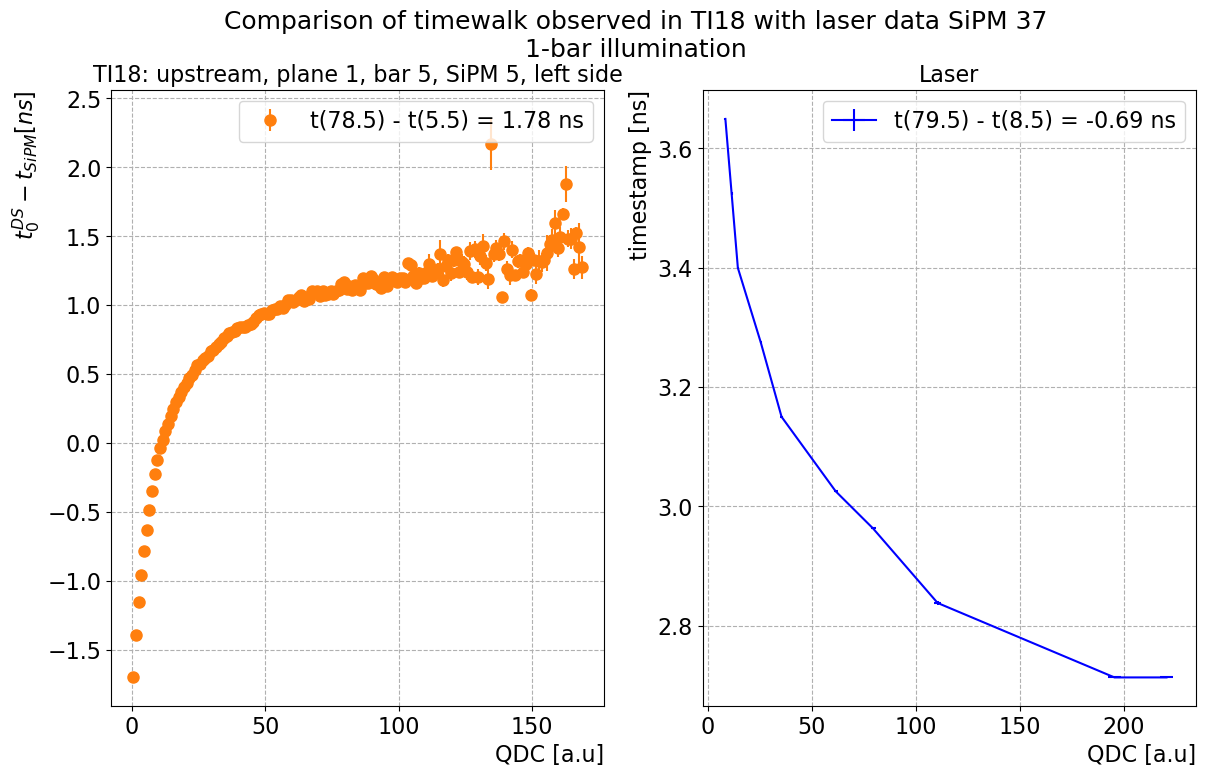 Comparison of timewalk observed in TI18 with laser data SiPM 37
1-bar illumination
TI18: upstream, plane 1, bar 5, SiPM 5, left side
t(78.5) - t(5.5) = 1.78 ns
t_0^{DS} − t_{SiPM}[ns]
2.5
2.0
1.5
1.0
0.5
0.0
−0.5
−1.0
−1.5
0
50
100
150
QDC [a.u]
Laser
t(79.5) - t(8.5) = -0.69 ns
timestamp [ns]
3.6
3.4
3.2
3.0
2.8
0
50
100
150
200
QDC [a.u]